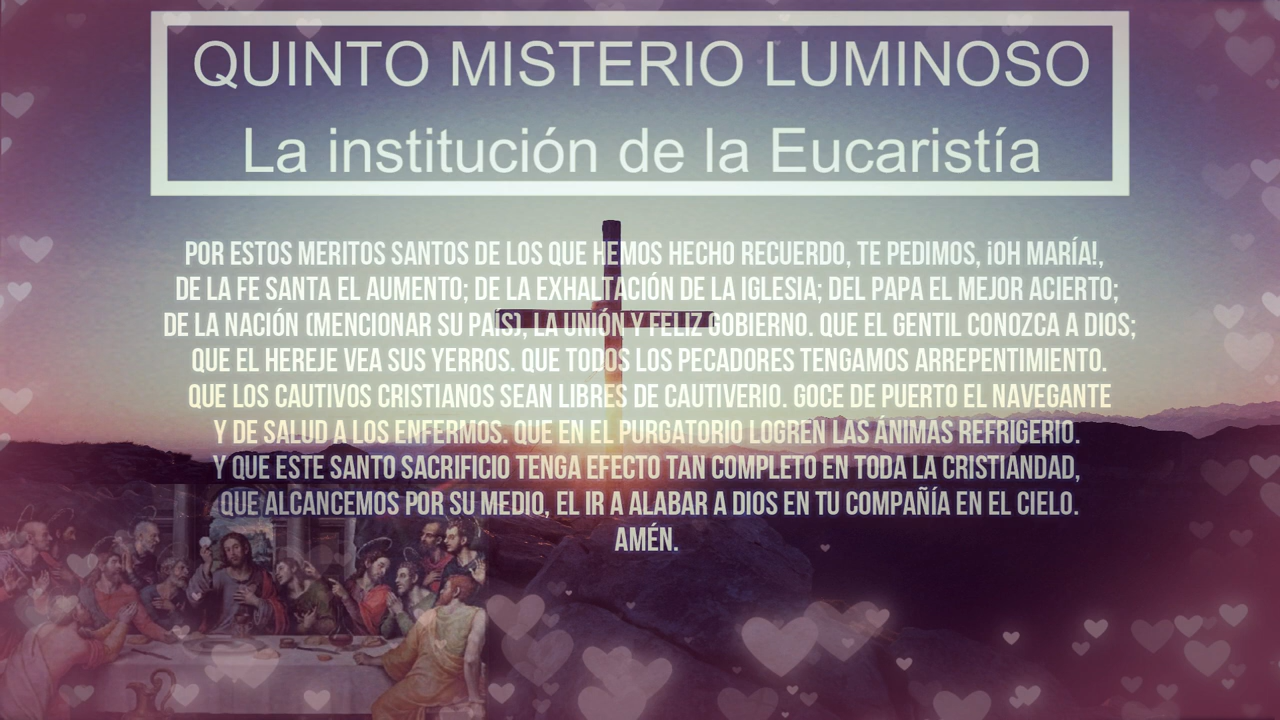 QUINTO MISTERIO LUMINOSO
La institución de la Eucaristía
POR ESTOS MERITOS SANTOS DE LOS QUE HEMOS HECHO RECUERDO, TE PEDIMOS, ¡OH MARÍA!,
DE LA FE SANTA EL AUMENTO; DE LA EXHALTACIÓN DE LA IGLESIA; DEL PAPA EL MEJOR ACIERTO;
DE LA NACIÓN (MENCIONAR SU PAÍS), LA UNIÓN Y FELIZ GOBIERNO. QUE EL GENTIL CONOZCA A DIOS;
QUE EL HEREJE VEA SUS YERROS. QUE TODOS LOS PECADORES TENGAMOS ARREPENTIMIENTO.
QUE LOS CAUTIVOS CRISTIANOS SEAN LIBRES DE CAUTIVERIO. GOCE DE PUERTO EL NAVEGANTE
Y DE SALUD A LOS ENFERMOS. QUE EN EL PURGATORIO LOGREN LAS ÁNIMAS REFRIGERIO.
Y QUE ESTE SANTO SACRIFICIO TENGA EFECTO TAN COMPLETO EN TODA LA CRISTIANDAD,
QUE ALCANCEMOS POR SU MEDIO, EL IR A ALABAR A DIOS EN TU COMPAÑÍA EN EL CIELO.
AMÉN.